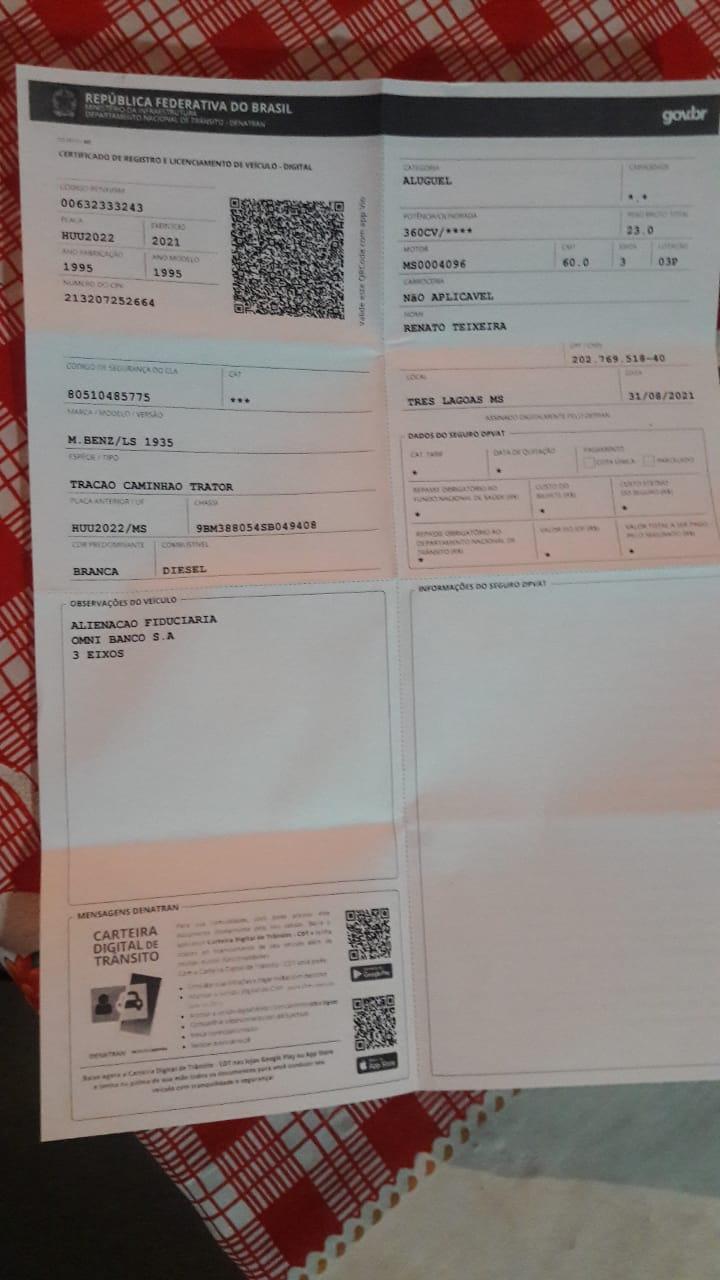 REPÚBLICA FEDERATIVA DO BRASIL
MINISTÉRIO DA INFRAESTRUTURA
DEPARTAMENTO NACIONAL DE TRÂNSITO - DENATRAN
gov.br
CERTIFICADO DE REGISTRO E LICENCIAMENTO DE VEÍCULO - DIGITAL
CÓDIGO RENAVAM
00632333243
PLACA EXERCÍCIO
HUU2022 2021
ANO FABRICAÇÃO ANO MODELO
1995 1995
NÚMERO DO CRV
213207252664
Valide este QRCode com app Vio
CÓDIGO DE SEGURANÇA DO CLA CAT
80510485775 ***
MARCA / MODELO / VERSÃO
M.BENZ/LS 1935
ESPÉCIE / TIPO
TRACAO CAMINHAO TRATOR
PLACA ANTERIOR / UF CHASSI
HUU2022/MS 9BM388054SB049408
COR PREDOMINANTE COMBUSTÍVEL
BRANCA DIESEL
CATEGORIA CAPACIDADE
ALUGUEL *.*
POTÊNCIA/CILINDRADA PESO BRUTO TOTAL
360CV/**** 23.0
MOTOR CMT EIXOS LOTAÇÃO
MS0004096 60.0 3 03P
CARROCERIA
NãO APLICAVEL
NOME
RENATO TEIXEIRA
CPF / CNPJ
202.769.518-40
LOCAL DATA
TRES LAGOAS MS 31/08/2021
ASSINADO DIGITALMENTE PELO DETRAN
DADOS DO SEGURO DPVAT
CAT. TARIF DATA DE QUITAÇÃO PAGAMENTO
* * COTA ÚNICA PARCELADO
REPASSE OBRIGATÓRIO AO
FUNDO NACIONAL DE SAÚDE (R$) CUSTO DO
BILHETE (R$) CUSTO EFETIVO
DO SEGURO (R$)
* * *
REPASSE OBRIGATÓRIO AO
DEPARTAMENTO NACIONAL DE
TRÂNSITO (R$) VALOR DO IOF (R$) VALOR TOTAL A SER PAGO
PELO SEGURADO (R$)
* * *
OBSERVAÇÕES DO VEÍCULO
ALIENACAO FIDUCIARIA
OMNI BANCO S.A
3 EIXOS
INFORMAÇÕES DO SEGURO DPVAT
MENSAGENS DENATRAN
CARTEIRA
DIGITAL DE
TRÂNSITO
Carteira Digital de Trânsito - CDT
DENATRAN
Google Play
App Store
Baixe agora a Carteira Digital de Trânsito - CDT nas lojas Google Play ou App Store
e tenha na palma de sua mão todos os documentos para você conduzir seu
veículo com tranquilidade e segurança!